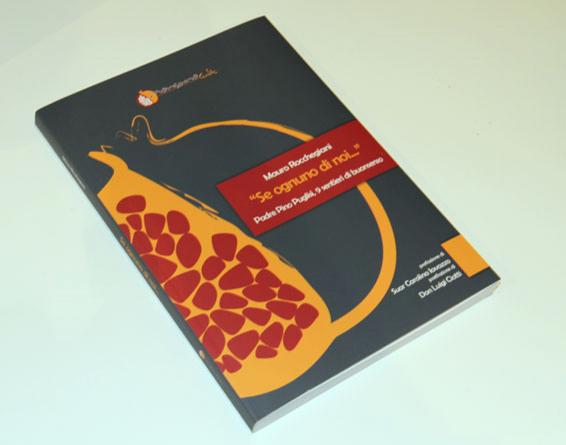 Mauro Rocchegiani
“Se ognuno di noi...”
Padre Pino Puglisi, 9 sentieri di buonsenso
prefazione di
Suor Carolina Iavazzo
postfazione di
Don Luigi Ciotti